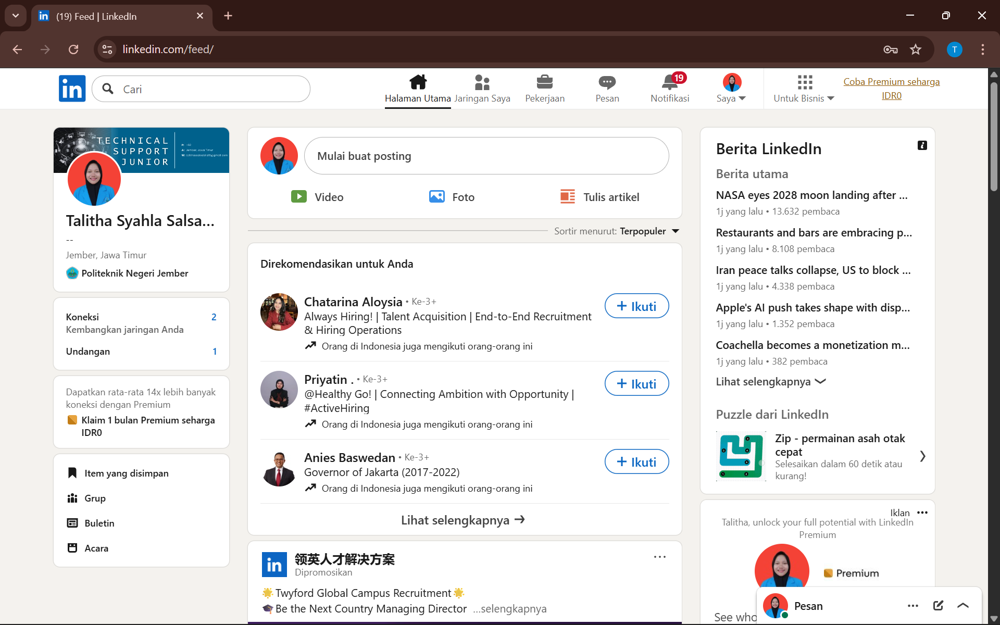 (19) Feed | LinkedIn
linkedin.com/feed/
T
in
Cari
Halaman Utama
Jaringan Saya
Pekerjaan
Pesan
19
Notifikasi
Saya
Untuk Bisnis
Coba Premium seharga
IDR0
TECHNICAL
SUPPORT
JUNIOR
P: +62
A: Jember, Jawa Timur
Talitha Syahla Salsa...
--
Jember, Jawa Timur
Politeknik Negeri Jember
Koneksi 2
Kembangkan jaringan Anda
Undangan 1
Dapatkan rata-rata 14x lebih banyak
koneksi dengan Premium
Klaim 1 bulan Premium seharga
IDR0
Item yang disimpan
Grup
Buletin
Acara
Mulai buat posting
Video
Foto
Tulis artikel
Sortir menurut: Terpopuler
Direkomendasikan untuk Anda
Chatarina Aloysia • Ke-3+
Always Hiring! | Talent Acquisition | End-to-End Recruitment
& Hiring Operations
Orang di Indonesia juga mengikuti orang-orang ini
+ Ikuti
Priyatin . • Ke-3+
@Healthy Go! | Connecting Ambition with Opportunity |
#ActiveHiring
Orang di Indonesia juga mengikuti orang-orang ini
+ Ikuti
Anies Baswedan • Ke-3+
Governor of Jakarta (2017-2022)
Orang di Indonesia juga mengikuti orang-orang ini
+ Ikuti
Lihat selengkapnya →
in
领英人才解决方案
Dipromosikan
🌟Twyford Global Campus Recruitment🌟
🎓Be the Next Country Managing Director ...selengkapnya
Berita LinkedIn
Berita utama
NASA eyes 2028 moon landing after ...
1j yang lalu • 13.632 pembaca
Restaurants and bars are embracing p...
1j yang lalu • 8.108 pembaca
Iran peace talks collapse, US to block ...
1j yang lalu • 4.338 pembaca
Apple's AI push takes shape with disp...
1j yang lalu • 1.352 pembaca
Coachella becomes a monetization m...
1j yang lalu • 382 pembaca
Lihat selengkapnya
Puzzle dari LinkedIn
Zip - permainan asah otak
cepat
Selesaikan dalam 60 detik atau
kurang!
Iklan
Talitha, unlock your full potential with LinkedIn
Premium
Premium
See who
Pesan